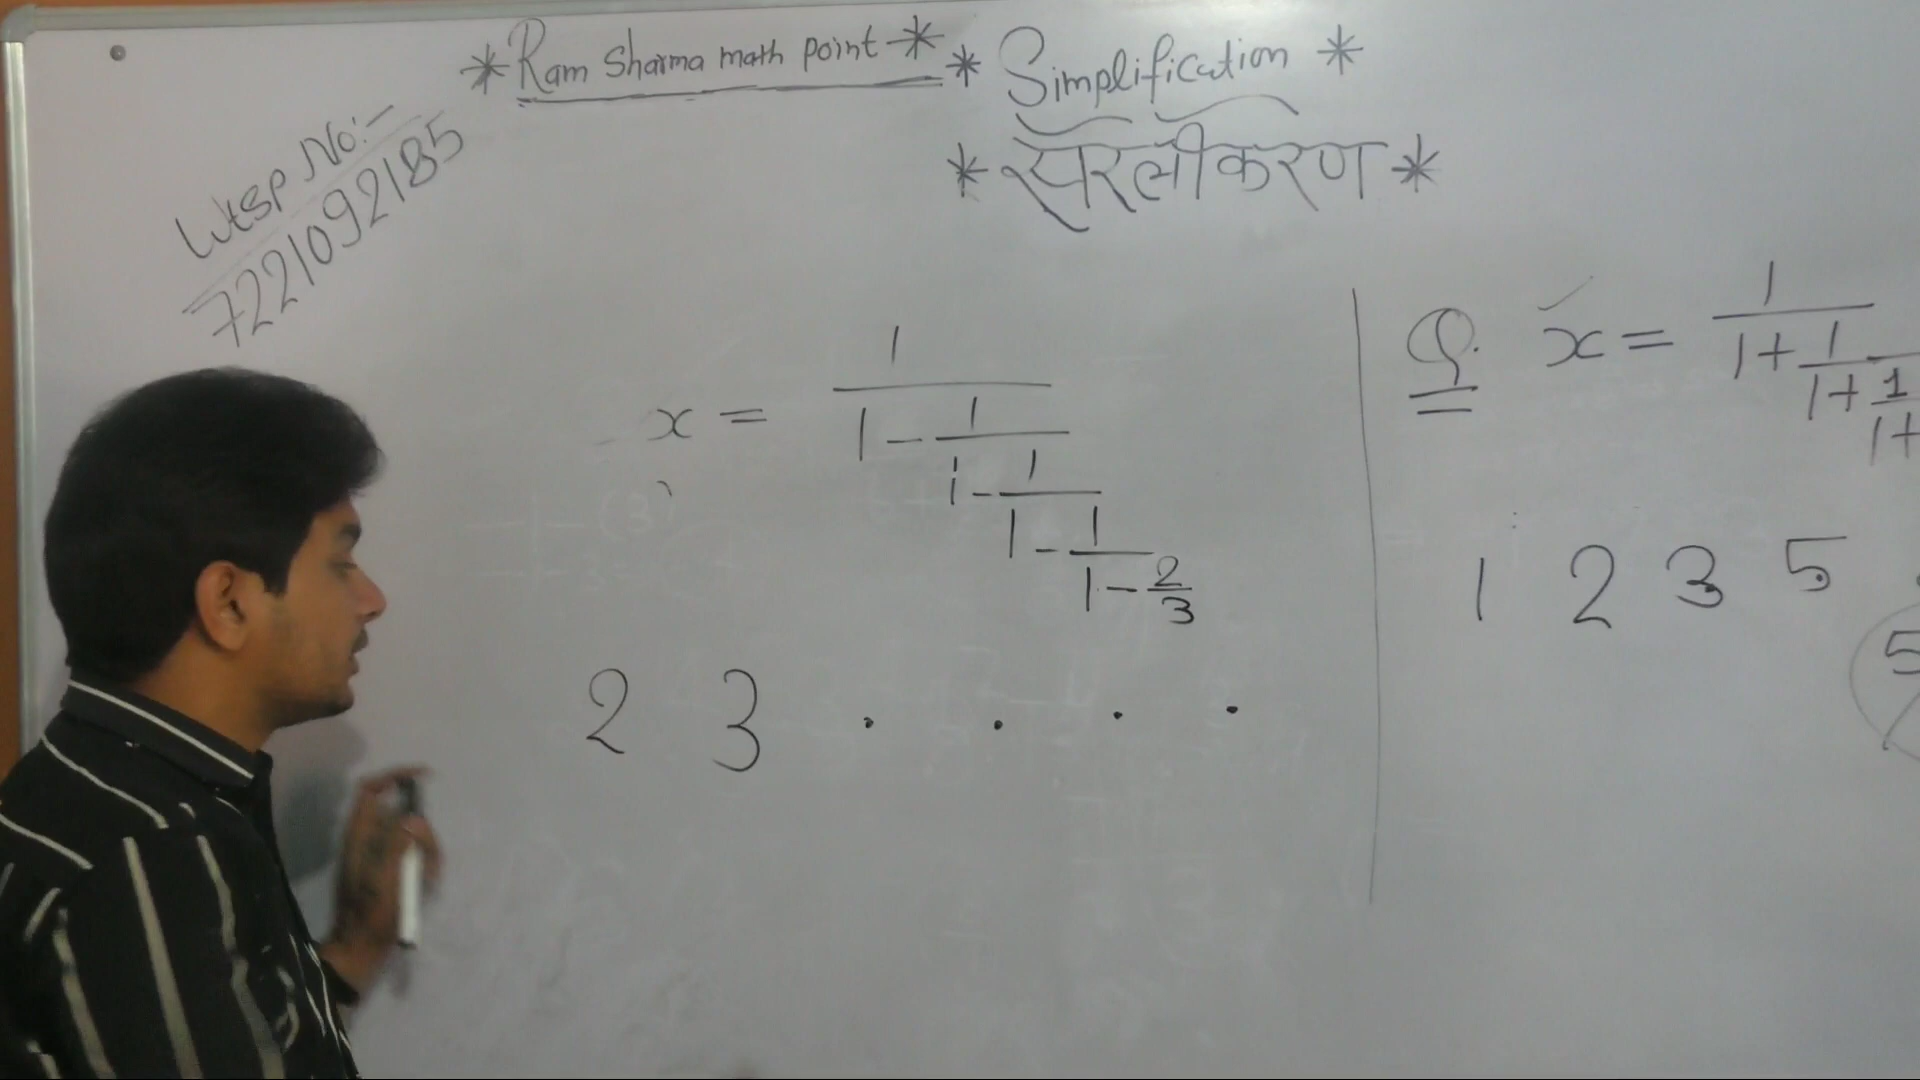 *Ram Sharma math point*
* Simplification *
* सरलीकरण *
Wtsp No:-
7221092185
x = 1
1 - 1
1 - 1
1 - 1
1 - 2/3
2 3 . . . .
Q. x = 1
1 + 1
1 + 1
1 +
1 2 3 5
5